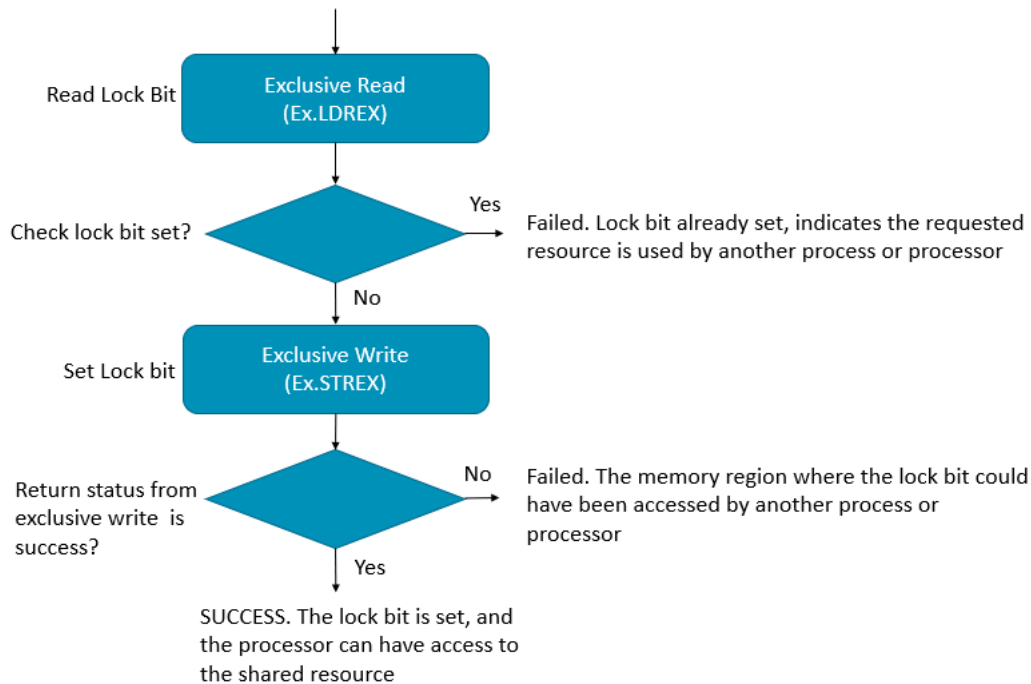 Exclusive Read
(Ex.LDREX)
Read Lock Bit
Check lock bit set?
Yes
Failed. Lock bit already set, indicates the requested
resource is used by another process or processor
No
Exclusive Write
(Ex.STREX)
Set Lock bit
Return status from
exclusive write is
success?
No
Failed. The memory region where the lock bit could
have been accessed by another process or
processor
Yes
SUCCESS. The lock bit is set, and
the processor can have access to
the shared resource